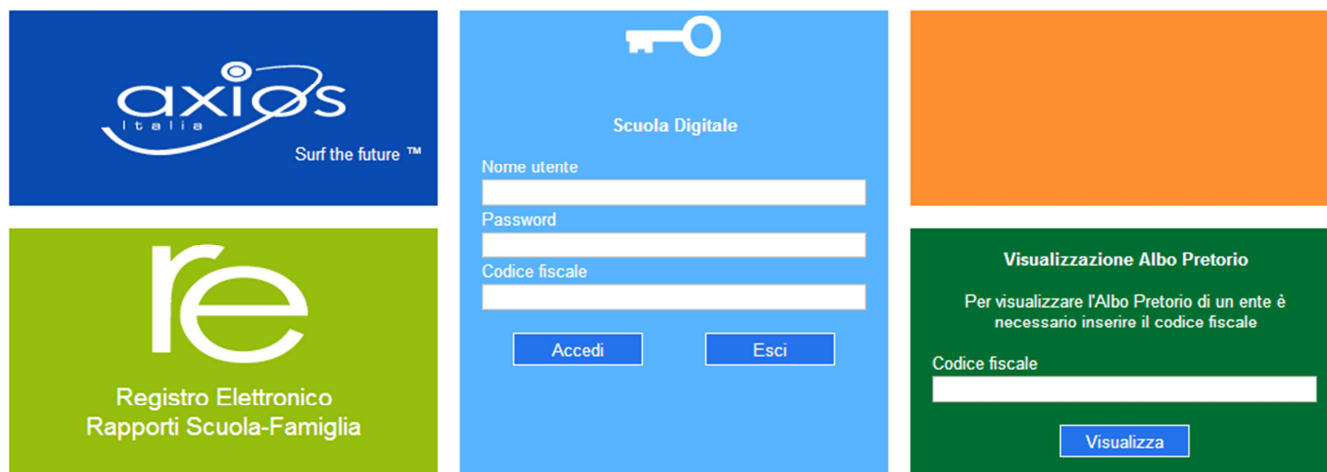 axios
Italia
Surf the future ™
re
Registro Elettronico
Rapporti Scuola-Famiglia
Scuola Digitale
Nome utente
Password
Codice fiscale
Accedi
Esci
Visualizzazione Albo Pretorio
Per visualizzare l'Albo Pretorio di un ente è
necessario inserire il codice fiscale
Codice fiscale
Visualizza